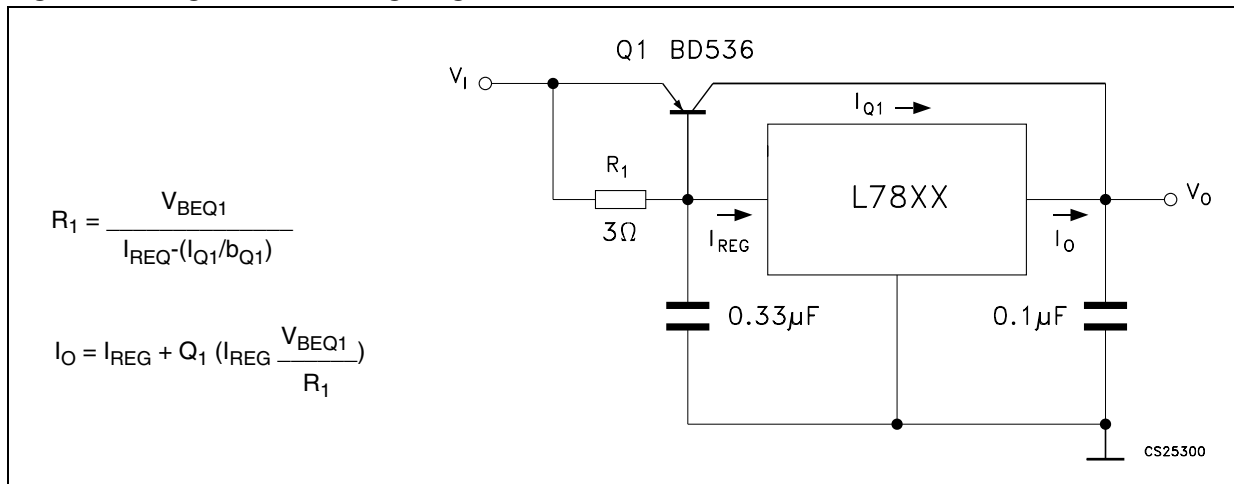 Q1 BD536
V_I
I_Q1
R_1
3Ω
I_REG
L78XX
I_O
V_O
0.33µF
0.1µF
R_1 = V_BEQ1 / I_REQ-(I_Q1/b_Q1)
I_O = I_REG + Q_1 (I_REG V_BEQ1 / R_1)
CS25300